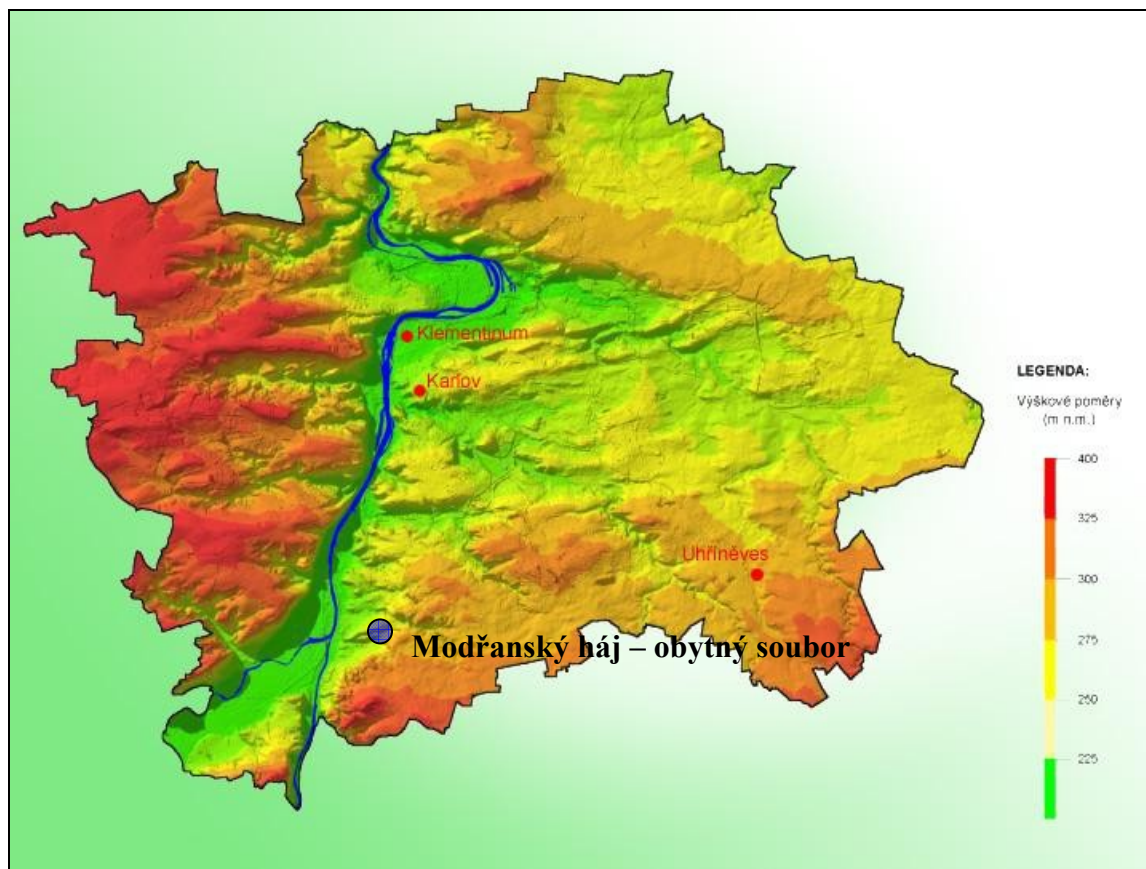 Klementinum
Karlov
LEGENDA:
Výškové poměry
(m n.m.)
400
325
Uhříněves
300
275
Modřanský háj – obytný soubor
250
225